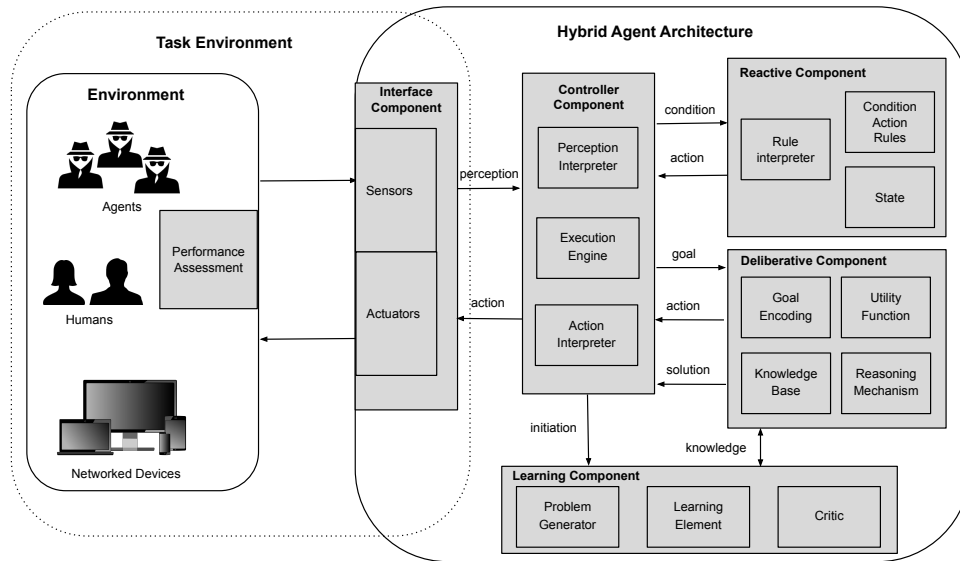 Task Environment
Hybrid Agent Architecture
Environment
Agents
Performance
Assessment
Humans
Networked Devices
Interface
Component
Sensors
Actuators
perception
action
Controller
Component
Perception
Interpreter
Execution
Engine
Action
Interpreter
condition
action
goal
action
solution
initiation
knowledge
Reactive Component
Rule
interpreter
Condition
Action
Rules
State
Deliberative Component
Goal
Encoding
Utility
Function
Knowledge
Base
Reasoning
Mechanism
Learning Component
Problem
Generator
Learning
Element
Critic